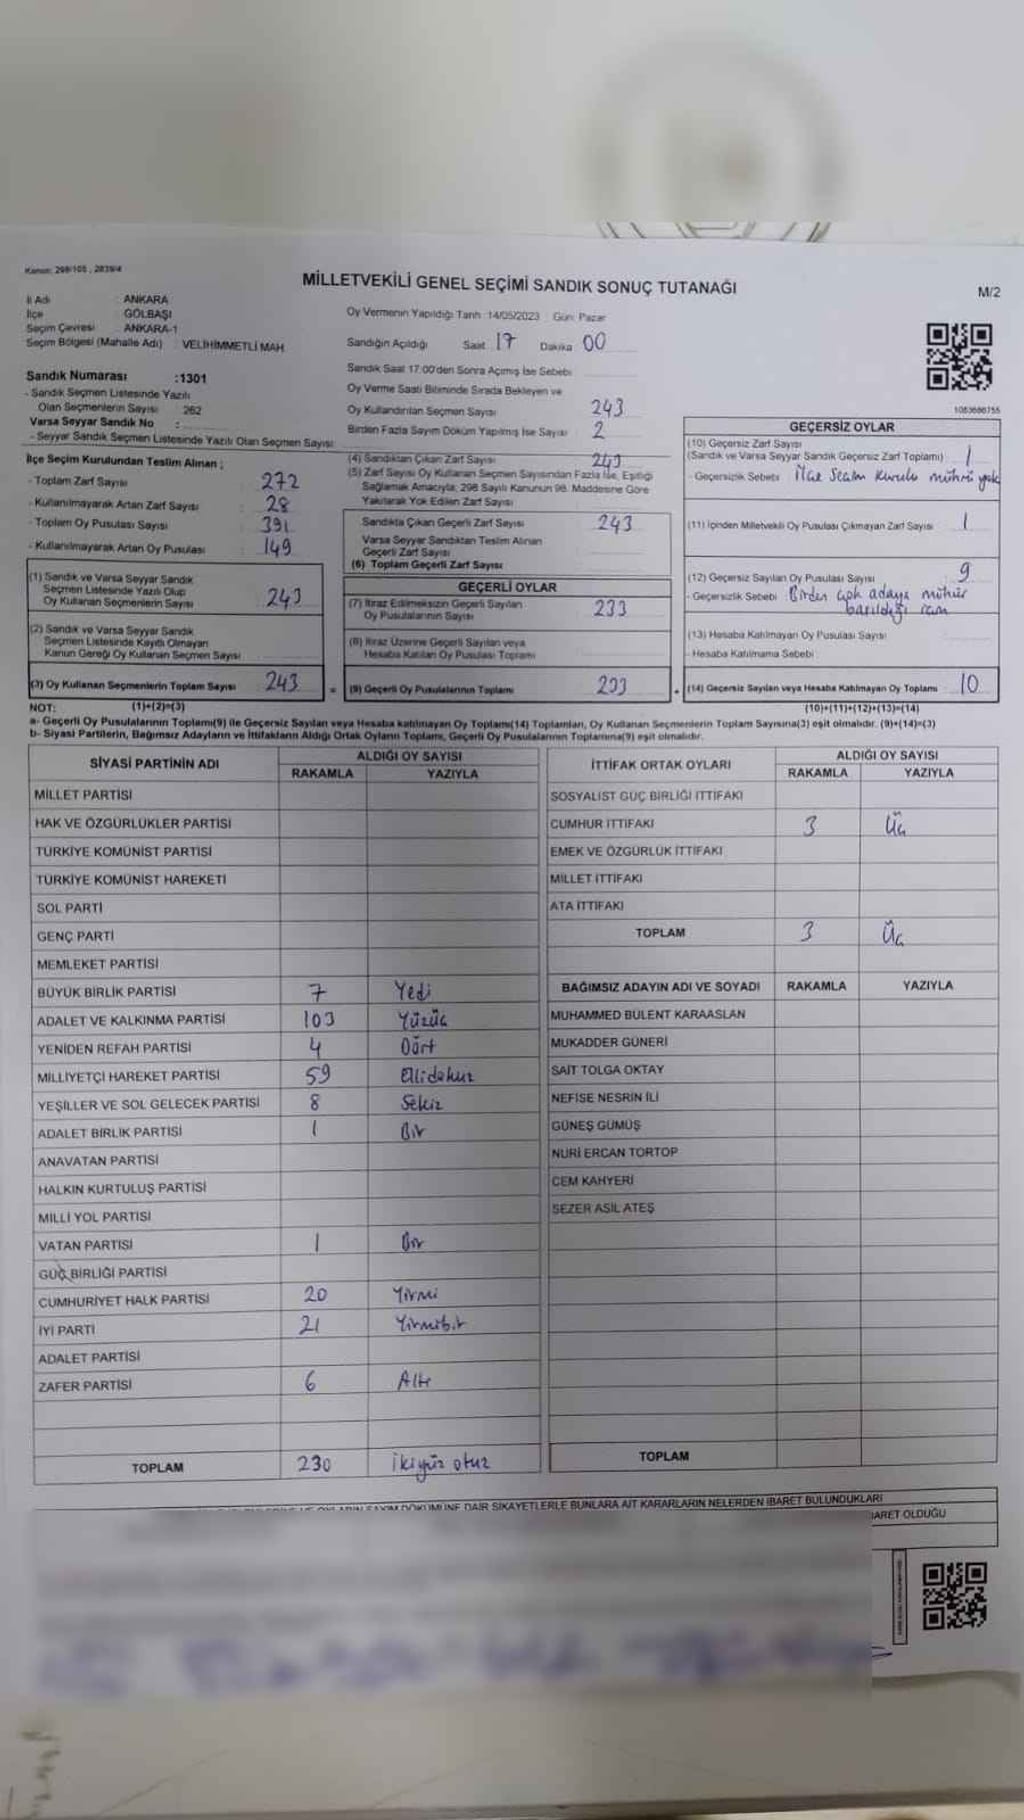 Kanun: 298/105, 2839/4
MİLLETVEKİLİ GENEL SEÇİMİ SANDIK SONUÇ TUTANAĞI
M/2
İl Adı : ANKARA
İlçe : GÖLBAŞI
Seçim Çevresi : ANKARA-1
Seçim Bölgesi (Mahalle Adı) : VELİHİMMETLİ MAH.
Oy Vermenin Yapıldığı Tarih :14/05/2023 Gün: Pazar
Sandığın Açıldığı Saat 17 Dakika 00
Sandık Saat 17:00'den Sonra Açılmış İse Sebebi
Oy Verme Saati Bitiminde Sırada Bekleyen ve
Oy Kullandırılan Seçmen Sayısı 243
Birden Fazla Sayım Döküm Yapılmış İse Sayısı 2
1083686755
Sandık Numarası :1301
- Sandık Seçmen Listesinde Yazılı
Olan Seçmenlerin Sayısı : 262
Varsa Seyyar Sandık No :
- Seyyar Sandık Seçmen Listesinde Yazılı Olan Seçmen Sayısı:
İlçe Seçim Kurulundan Teslim Alınan ;
- Toplam Zarf Sayısı : 272
- Kullanılmayarak Artan Zarf Sayısı : 28
- Toplam Oy Pusulası Sayısı : 391
- Kullanılmayarak Artan Oy Pusulası : 149
(1) Sandık ve Varsa Seyyar Sandık
Seçmen Listesinde Yazılı Olup
Oy Kullanan Seçmenlerin Sayısı 243
(2) Sandık ve Varsa Seyyar Sandık
Seçmen Listesinde Kayıtlı Olmayan
Kanun Gereği Oy Kullanan Seçmen Sayısı
(3) Oy Kullanan Seçmenlerin Toplam Sayısı 243
(4) Sandıktan Çıkan Zarf Sayısı 243
(5) Zarf Sayısı Oy Kullanan Seçmen Sayısından Fazla İse, Eşitliği
Sağlamak Amacıyla; 298 Sayılı Kanunun 98. Maddesine Göre
Yakılarak Yok Edilen Zarf Sayısı
Sandıkta Çıkan Geçerli Zarf Sayısı 243
Varsa Seyyar Sandıktan Teslim Alınan
Geçerli Zarf Sayısı
(6) Toplam Geçerli Zarf Sayısı
GEÇERLİ OYLAR
(7) İtiraz Edilmeksizin Geçerli Sayılan
Oy Pusulalarının Sayısı 233
(8) İtiraz Üzerine Geçerli Sayılan veya
Hesaba Katılan Oy Pusulası Toplamı
= (9) Geçerli Oy Pusulalarının Toplamı 233
GEÇERSİZ OYLAR
(10) Geçersiz Zarf Sayısı
(Sandık ve Varsa Seyyar Sandık Geçersiz Zarf Toplamı) 1
- Geçersizlik Sebebi İlçe Seçim Kurulu mührü yok
(11) İçinden Milletvekili Oy Pusulası Çıkmayan Zarf Sayısı 1
(12) Geçersiz Sayılan Oy Pusulası Sayısı 9
- Geçersizlik Sebebi Birden çok adaya mühür
basıldığı için
(13) Hesaba Katılmayan Oy Pusulası Sayısı
- Hesaba Katılmama Sebebi
(14) Geçersiz Sayılan veya Hesaba Katılmayan Oy Toplamı 10
NOT: (1)+(2)=(3)
(10)+(11)+(12)+(13)=(14)
a- Geçerli Oy Pusulalarının Toplamı(9) ile Geçersiz Sayılan veya Hesaba katılmayan Oy Toplamı(14) Toplamları, Oy Kullanan Seçmenlerin Toplam Sayısına(3) eşit olmalıdır. (9)+(14)=(3)
b- Siyasi Partilerin, Bağımsız Adayların ve İttifakların Aldığı Ortak Oyların Toplamı, Geçerli Oy Pusulalarının Toplamına(9) eşit olmalıdır.
SİYASİ PARTİNİN ADI ALDIĞI OY SAYISI
RAKAMLA YAZIYLA
MİLLET PARTİSİ
HAK VE ÖZGÜRLÜKLER PARTİSİ
TÜRKİYE KOMÜNİST PARTİSİ
TÜRKİYE KOMÜNİST HAREKETİ
SOL PARTİ
GENÇ PARTİ
MEMLEKET PARTİSİ
BÜYÜK BİRLİK PARTİSİ 7 Yedi
ADALET VE KALKINMA PARTİSİ 103 Yüzüç
YENİDEN REFAH PARTİSİ 4 Dört
MİLLİYETÇİ HAREKET PARTİSİ 59 Ellidokuz
YEŞİLLER VE SOL GELECEK PARTİSİ 8 Sekiz
ADALET BİRLİK PARTİSİ 1 Bir
ANAVATAN PARTİSİ
HALKIN KURTULUŞ PARTİSİ
MİLLİ YOL PARTİSİ
VATAN PARTİSİ 1 Bir
GÜÇ BİRLİĞİ PARTİSİ
CUMHURİYET HALK PARTİSİ 20 Yirmi
İYİ PARTİ 21 Yirmibir
ADALET PARTİSİ
ZAFER PARTİSİ 6 Altı
TOPLAM 230 ikiyüz otuz
İTTİFAK ORTAK OYLARI ALDIĞI OY SAYISI
RAKAMLA YAZIYLA
SOSYALİST GÜÇ BİRLİĞİ İTTİFAKI
CUMHUR İTTİFAKI 3 Üç
EMEK VE ÖZGÜRLÜK İTTİFAKI
MİLLET İTTİFAKI
ATA İTTİFAKI
TOPLAM 3 Üç
BAĞIMSIZ ADAYIN ADI VE SOYADI RAKAMLA YAZIYLA
MUHAMMED BÜLENT KARAASLAN
MUKADDER GÜNERİ
SAİT TOLGA OKTAY
NEFİSE NESRİN İLİ
GÜNEŞ GÜMÜŞ
NURİ ERCAN TORTOP
CEM KAHYERİ
SEZER ASİL ATEŞ
TOPLAM
SAYIM DÖKÜMÜNE DAİR ŞİKAYETLERLE BUNLARA AİT KARARLARIN NELERDEN İBARET BULUNDUKLARI
OLDUĞU